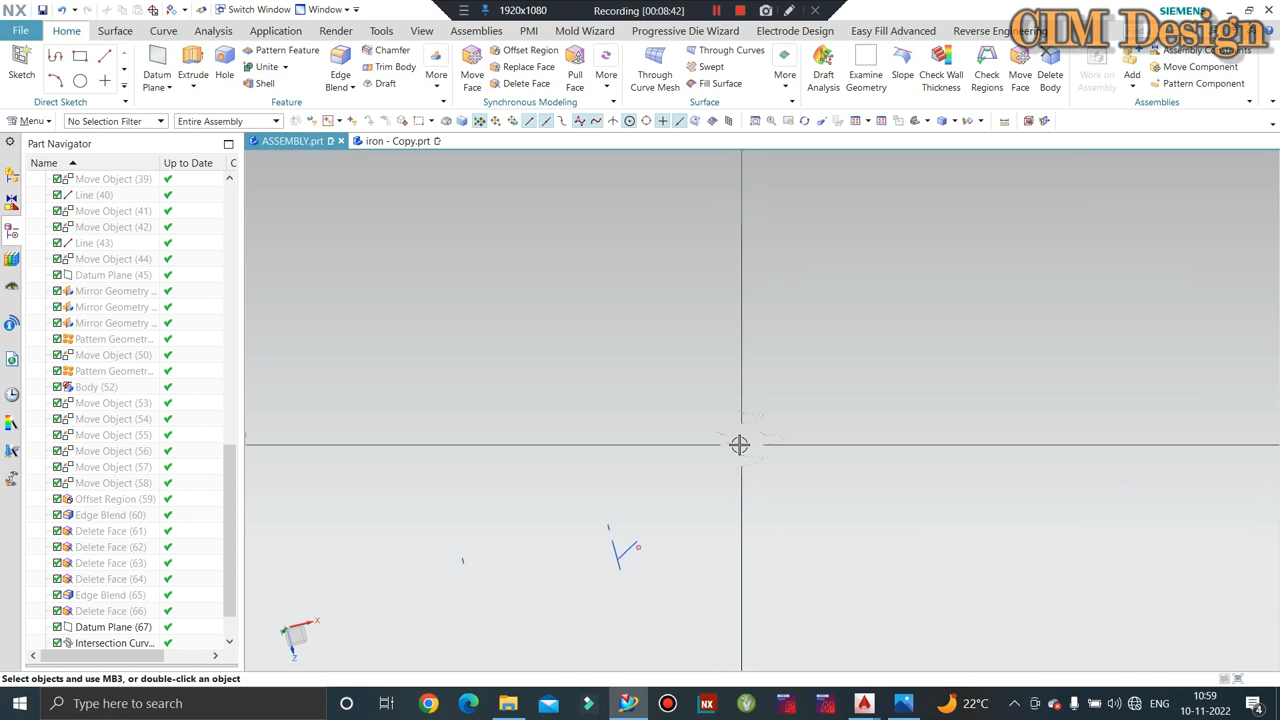 NX Switch Window Window 1920x1080 Recording [00:08:42] SIEMENS
CIM Design
File Home Surface Curve Analysis Application Render Tools View Assemblies PMI Mold Wizard Progressive Die Wizard Electrode Design Easy Fill Advanced Reverse Engineering
Pattern Feature Chamfer Offset Region Through Curves Assembly Constraints
Unite Trim Body Replace Face Swept Move Component
Shell Draft Delete Face Fill Surface Pattern Component
Sketch Datum Plane Extrude Hole Edge Blend More Move Face Pull Face More Through Curve Mesh More Draft Analysis Examine Geometry Slope Check Wall Thickness Check Regions Move Face Delete Body Work on Assembly Add
Direct Sketch Feature Synchronous Modeling Surface Assemblies
Menu No Selection Filter Entire Assembly
Part Navigator ASSEMBLY.prt iron - Copy.prt
Name Up to Date C
Move Object (39)
Line (40)
Move Object (41)
Move Object (42)
Line (43)
Move Object (44)
Datum Plane (45)
Mirror Geometry ...
Mirror Geometry ...
Mirror Geometry ...
Pattern Geometr...
Move Object (50)
Pattern Geometr...
Body (52)
Move Object (53)
Move Object (54)
Move Object (55)
Move Object (56)
Move Object (57)
Move Object (58)
Offset Region (59)
Edge Blend (60)
Delete Face (61)
Delete Face (62)
Delete Face (63)
Delete Face (64)
Edge Blend (65)
Delete Face (66)
Datum Plane (67)
Intersection Curv...
X
Z
Select objects and use MB3, or double-click an object
Type here to search NX 22°C ENG 10:59
10-11-2022 4